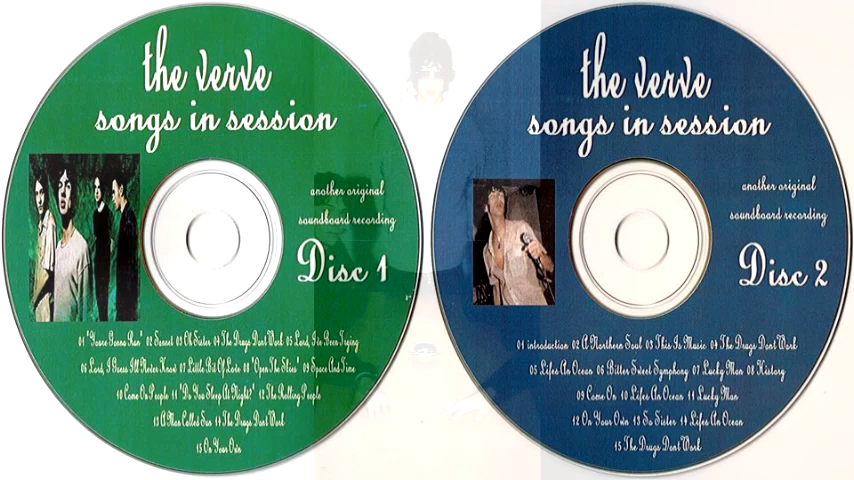 the verve
songs in session
another original
soundboard recording
Disc 1
01 "Youre Gonna Run" 02 Sonnet 03 Oh Sister 04 The Drugs Dont Work 05 Lord, Ive Been Trying
06 Lord, I Guess I'll Never Know 07 Little Bit Of Love 08 "Open The Skies" 09 Space And Time
10 Come On People 11 "Do You Sleep At Night?" 12 The Rolling People
13 A Man Called Sun 14 The Drugs Dont Work
15 On Your Own
the verve
songs in session
another original
soundboard recording
Disc 2
01 introduction 02 A Northern Soul 03 This Is Music 04 The Drugs Dont Work
05 Lifes An Ocean 06 Bitter Sweet Symphony 07 Lucky Man 08 History
09 Come On 10 Lifes An Ocean 11 Lucky Man
12 On Your Own 13 So Sister 14 Lifes An Ocean
15 The Drugs Dont Work